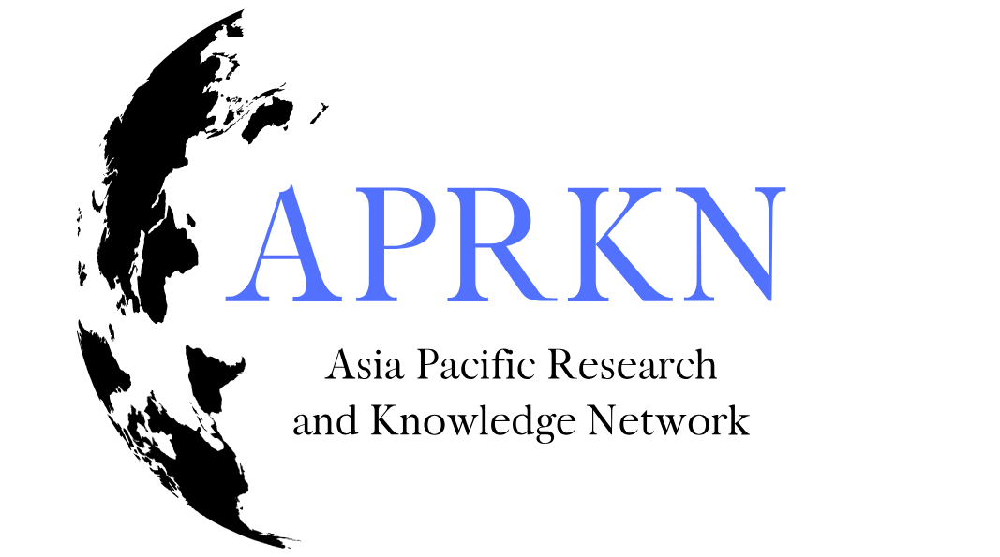 APRKN
Asia Pacific Research
and Knowledge Network